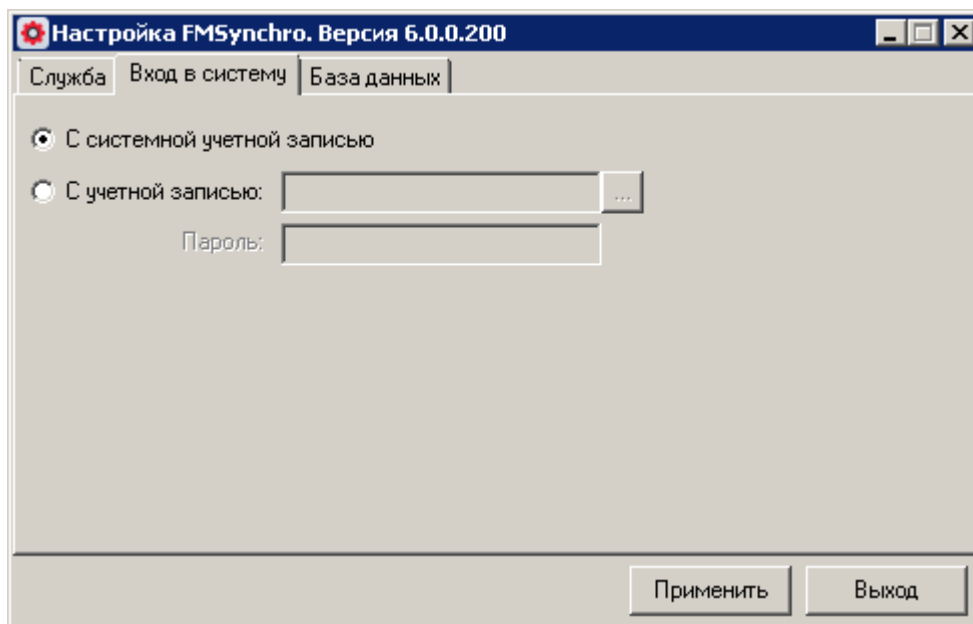 Настройка FMSynchro. Версия 6.0.0.200
Служба Вход в систему База данных
С системной учетной записью
С учетной записью: ...
Пароль:
Применить Выход